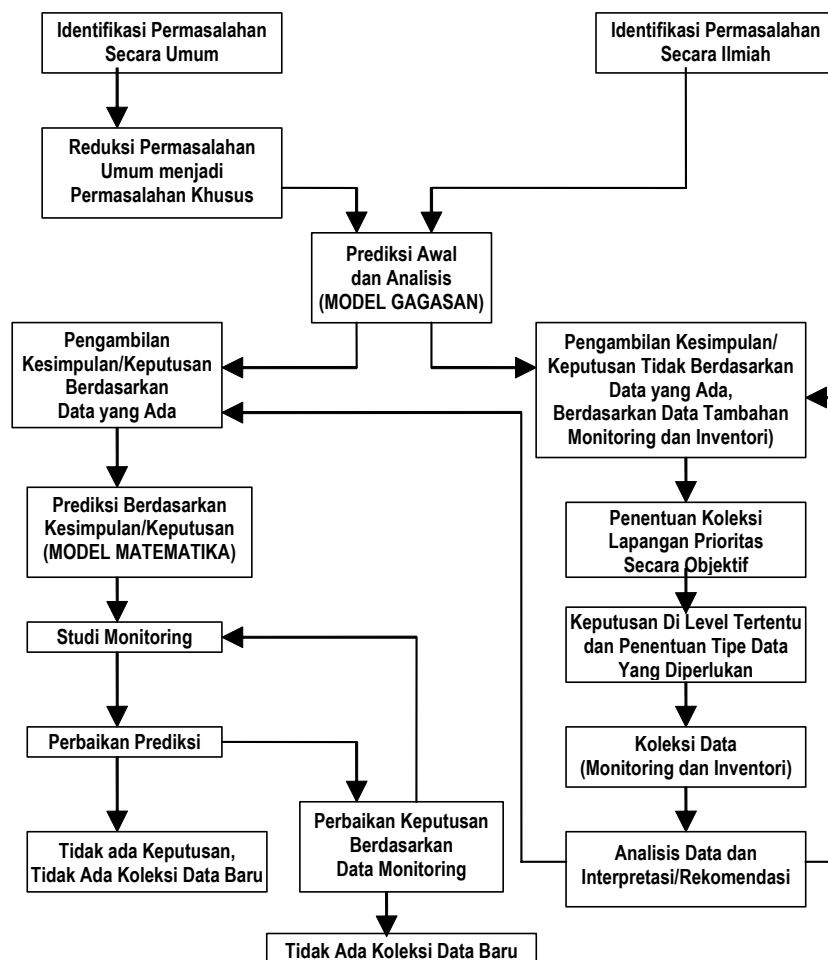 Identifikasi Permasalahan
Secara Umum
Identifikasi Permasalahan
Secara Ilmiah
Reduksi Permasalahan
Umum menjadi
Permasalahan Khusus
Prediksi Awal
dan Analisis
(MODEL GAGASAN)
Pengambilan
Kesimpulan/Keputusan
Berdasarkan
Data yang Ada
Pengambilan Kesimpulan/
Keputusan Tidak Berdasarkan
Data yang Ada,
Berdasarkan Data Tambahan
Monitoring dan Inventori)
Prediksi Berdasarkan
Kesimpulan/Keputusan
(MODEL MATEMATIKA)
Penentuan Koleksi
Lapangan Prioritas
Secara Objektif
Studi Monitoring
Keputusan Di Level Tertentu
dan Penentuan Tipe Data
Yang Diperlukan
Perbaikan Prediksi
Koleksi Data
(Monitoring dan Inventori)
Tidak ada Keputusan,
Tidak Ada Koleksi Data Baru
Perbaikan Keputusan
Berdasarkan
Data Monitoring
Analisis Data dan
Interpretasi/Rekomendasi
Tidak Ada Koleksi Data Baru